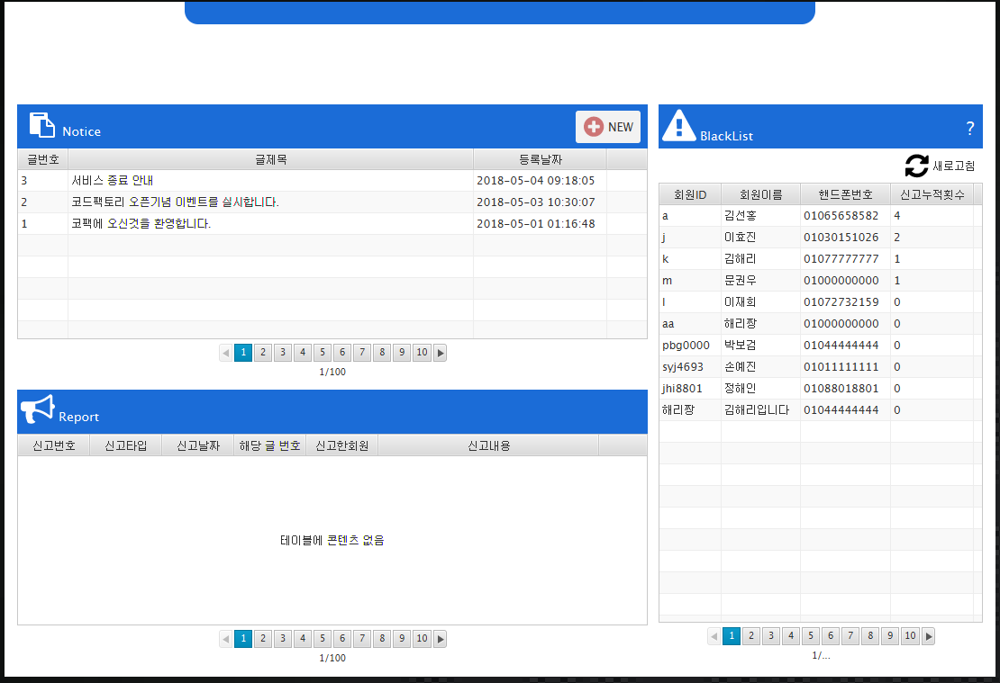 Notice
NEW
글번호 글제목 등록날짜
3 서비스 종료 안내 2018-05-04 09:18:05
2 코드팩토리 오픈기념 이벤트를 실시합니다. 2018-05-03 10:30:07
1 코팩에 오신것을 환영합니다. 2018-05-01 01:16:48
1 2 3 4 5 6 7 8 9 10
1/100
Report
신고번호 신고타입 신고날짜 해당 글 번호 신고한회원 신고내용
테이블에 콘텐츠 없음
1 2 3 4 5 6 7 8 9 10
1/100
BlackList ?
새로고침
회원ID 회원이름 핸드폰번호 신고누적횟수
a 김선홍 01065658582 4
j 이효진 01030151026 2
k 김해리 01077777777 1
m 문권우 01000000000 1
l 이재희 01072732159 0
aa 해리짱 01000000000 0
pbg0000 박보검 01044444444 0
syj4693 손예진 01011111111 0
jhi8801 정해인 01088018801 0
해리짱 김해리입니다 01044444444 0
1 2 3 4 5 6 7 8 9 10
1/...